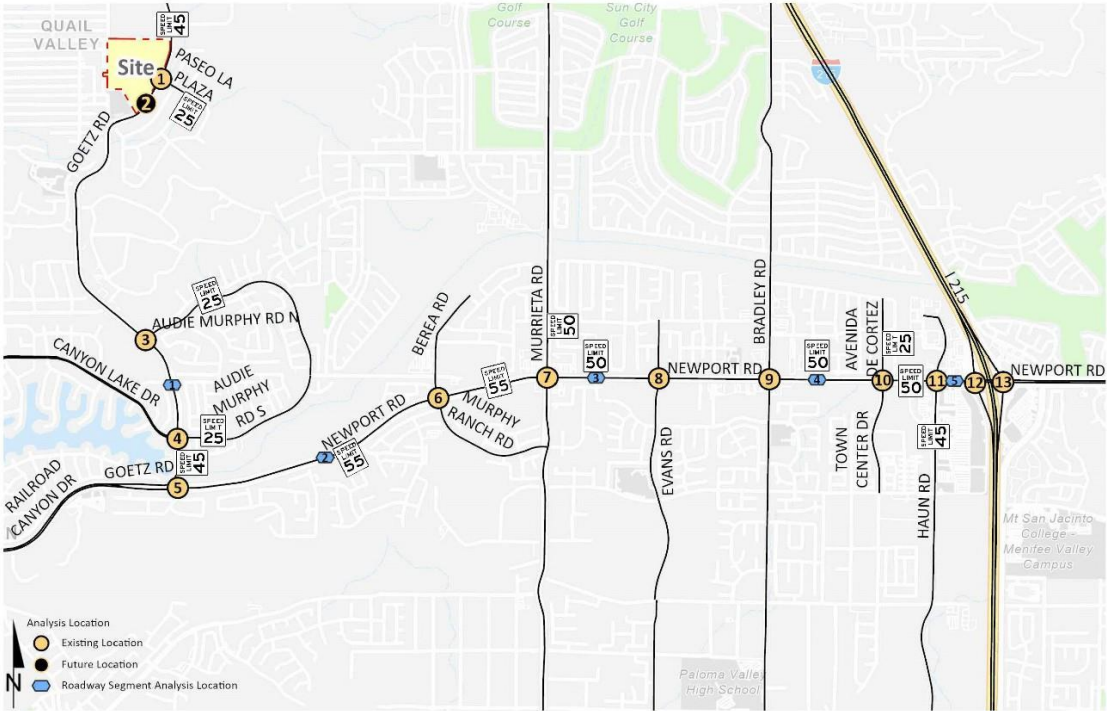 QUAIL
VALLEY
SPEED
LIMIT
45
Golf
Course
Sun City
Golf
Course
Site
1
PASEO LA
PLAZA
2
SPEED
LIMIT
25
GOETZ RD
I 215
SPEED
LIMIT
25
AUDIE MURPHY RD N
3
BEREA RD
MURRIETA RD
SPEED
LIMIT
50
BRADLEY RD
AVENIDA
DE CORTEZ
SPEED
LIMIT
25
CANYON LAKE DR
1
AUDIE
MURPHY
RD S
SPEED
LIMIT
55
7
SPEED
LIMIT
50
3
8
NEWPORT RD
9
SPEED
LIMIT
50
4
10
SPEED
LIMIT
50
11
5
12
13
NEWPORT RD
6
MURPHY
RANCH RD
NEWPORT RD
4
SPEED
LIMIT
25
2
SPEED
LIMIT
55
SPEED
LIMIT
45
GOETZ RD
5
RAILROAD
CANYON DR
EVANS RD
TOWN
CENTER DR
SPEED
LIMIT
45
HAUN RD
Mt San Jacinto
College -
Menifee Valley
Campus
Paloma Valley
High School
Analysis Location
Existing Location
Future Location
Roadway Segment Analysis Location
N